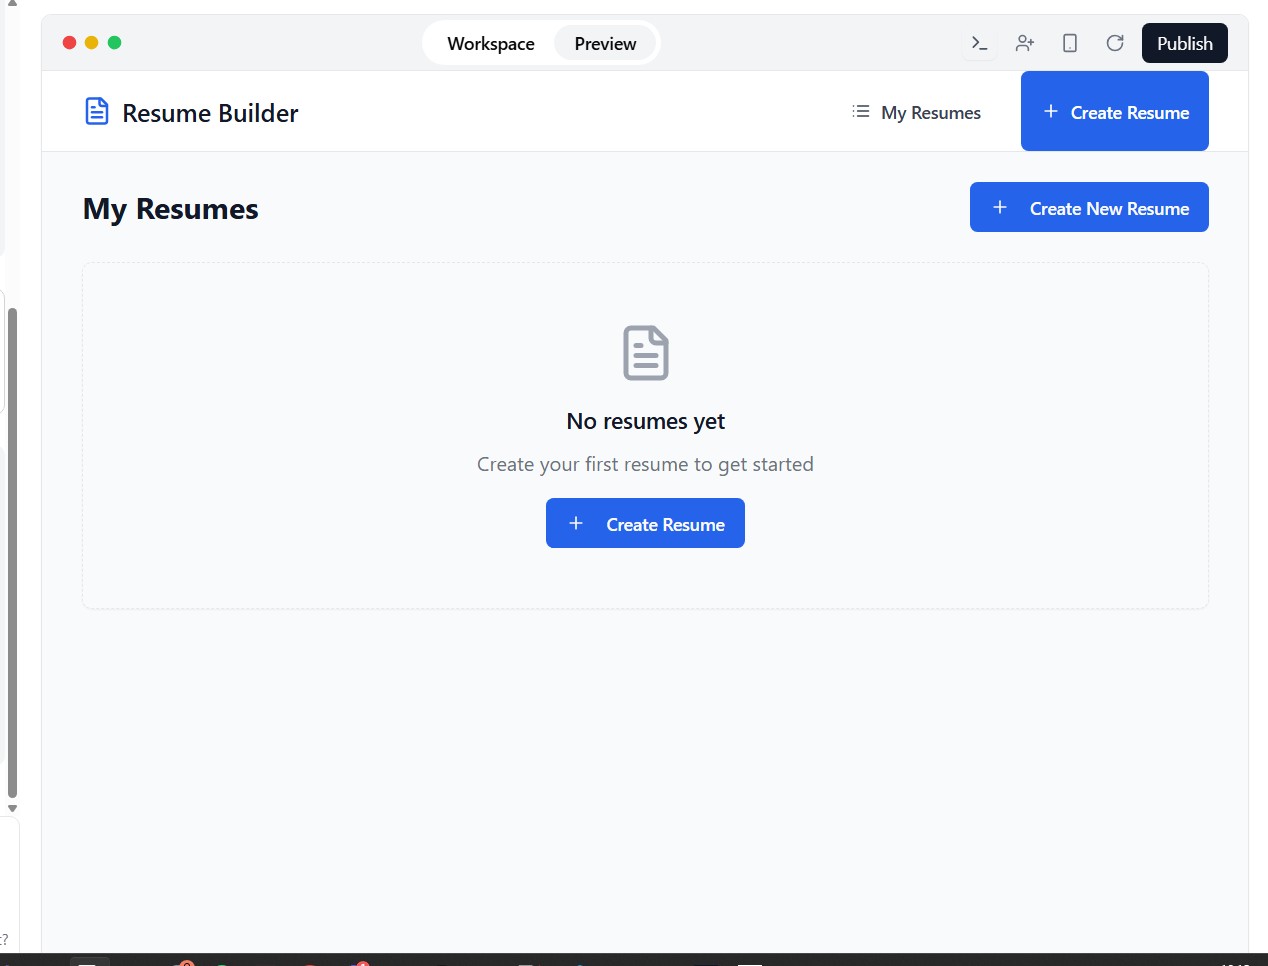 Workspace Preview Publish
Resume Builder My Resumes Create Resume
My Resumes Create New Resume
No resumes yet
Create your first resume to get started
Create Resume